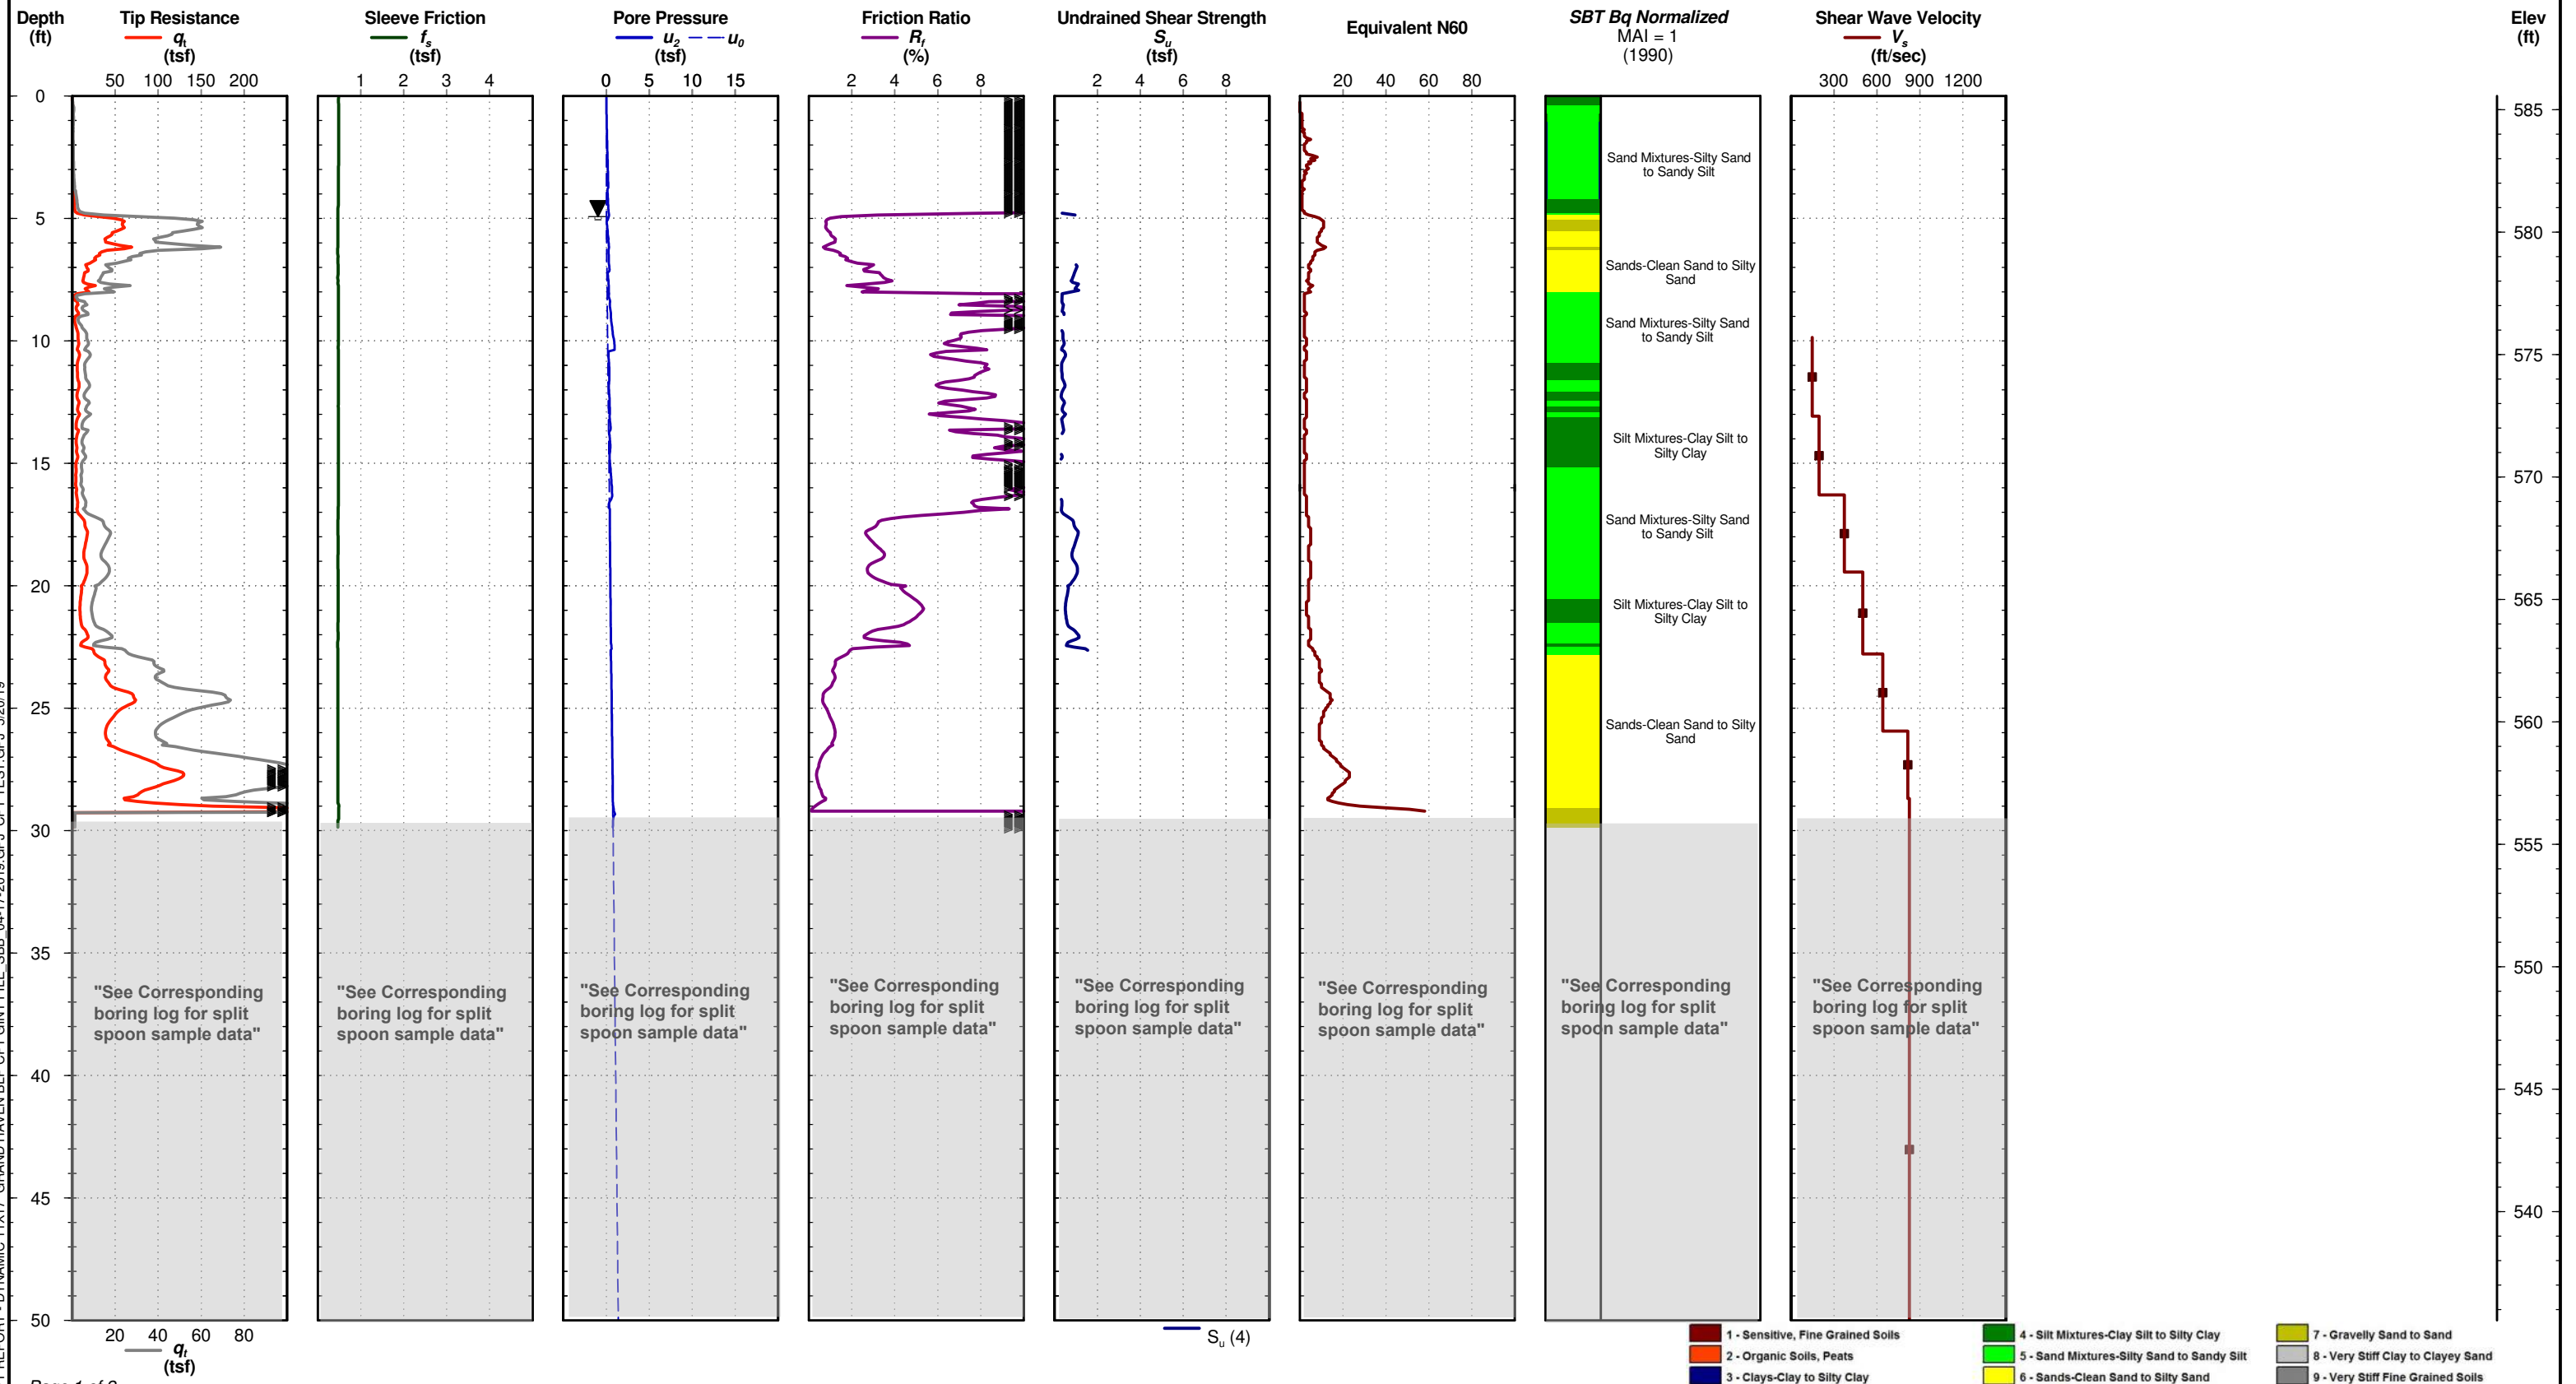 Depth
(ft)
Tip Resistance
qt
(tsf)
50 100 150 200
Sleeve Friction
fs
(tsf)
1 2 3 4
Pore Pressure
u2 u0
(tsf)
0 5 10 15
Friction Ratio
Rf
(%)
2 4 6 8
Undrained Shear Strength
Su
(tsf)
2 4 6 8
Equivalent N60
20 40 60 80
SBT Bq Normalized
MAI = 1
(1990)
Shear Wave Velocity
Vs
(ft/sec)
300 600 900 1200
Elev
(ft)
0
5
10
15
20
25
30
35
40
45
50
Sand Mixtures-Silty Sand
to Sandy Silt
Sands-Clean Sand to Silty
Sand
Sand Mixtures-Silty Sand
to Sandy Silt
Silt Mixtures-Clay Silt to
Silty Clay
Sand Mixtures-Silty Sand
to Sandy Silt
Silt Mixtures-Clay Silt to
Silty Clay
Sands-Clean Sand to Silty
Sand
585
580
575
570
565
560
555
550
545
540
"See Corresponding
boring log for split
spoon sample data"
"See Corresponding
boring log for split
spoon sample data"
"See Corresponding
boring log for split
spoon sample data"
"See Corresponding
boring log for split
spoon sample data"
"See Corresponding
boring log for split
spoon sample data"
"See Corresponding
boring log for split
spoon sample data"
"See Corresponding
boring log for split
spoon sample data"
"See Corresponding
boring log for split
spoon sample data"
20 40 60 80
qt
(tsf)
Su (4)
1 - Sensitive, Fine Grained Soils
2 - Organic Soils, Peats
3 - Clays-Clay to Silty Clay
4 - Silt Mixtures-Clay Silt to Silty Clay
5 - Sand Mixtures-Silty Sand to Sandy Silt
6 - Sands-Clean Sand to Silty Sand
7 - Gravelly Sand to Sand
8 - Very Stiff Clay to Clayey Sand
9 - Very Stiff Fine Grained Soils